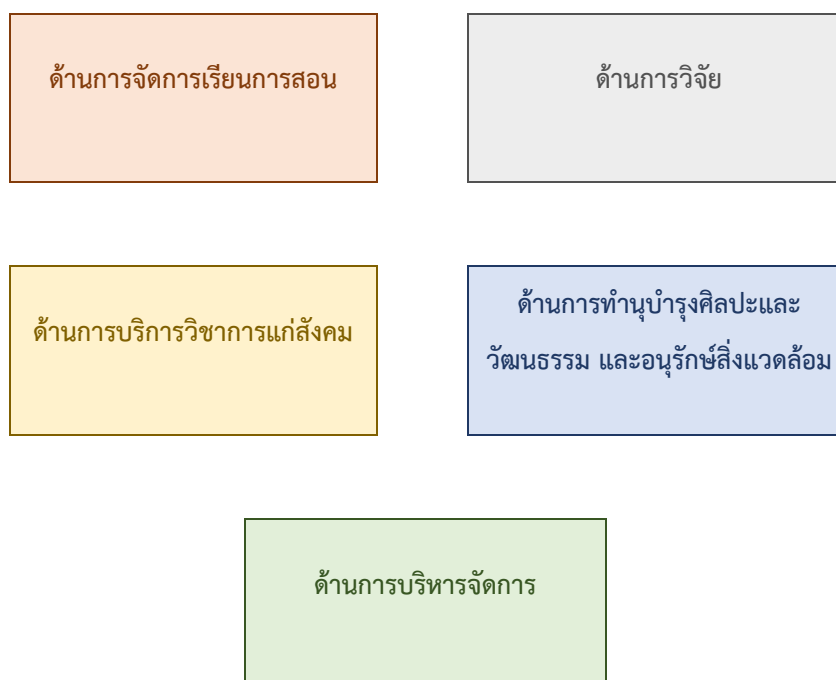 ด้านการจัดการเรียนการสอน
ด้านการวิจัย
ด้านการบริการวิชาการแก่สังคม
ด้านการทำนุบำรุงศิลปะและ
วัฒนธรรม และอนุรักษ์สิ่งแวดล้อม
ด้านการบริหารจัดการ